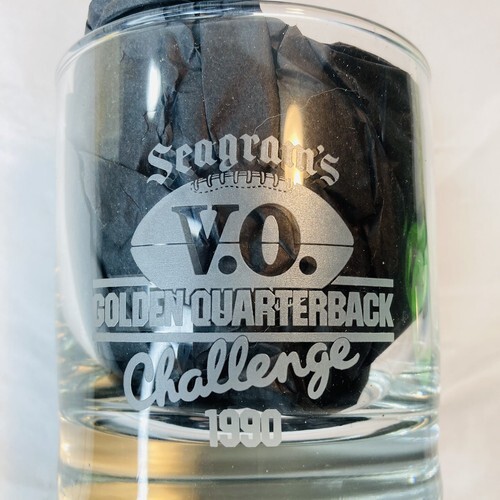 Seagram's
V.O.
GOLDEN QUARTERBACK
Challenge
1990